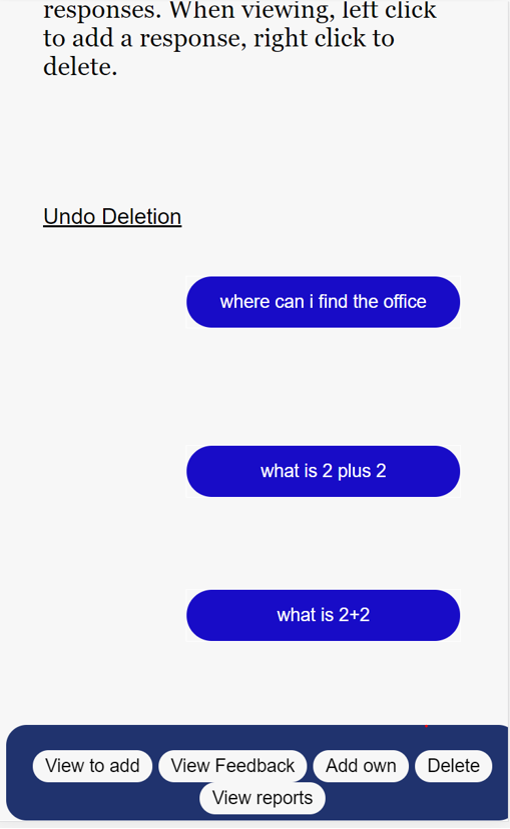 responses. When viewing, left click
to add a response, right click to
delete.
Undo Deletion
where can i find the office
what is 2 plus 2
what is 2+2
View to add View Feedback Add own Delete
View reports